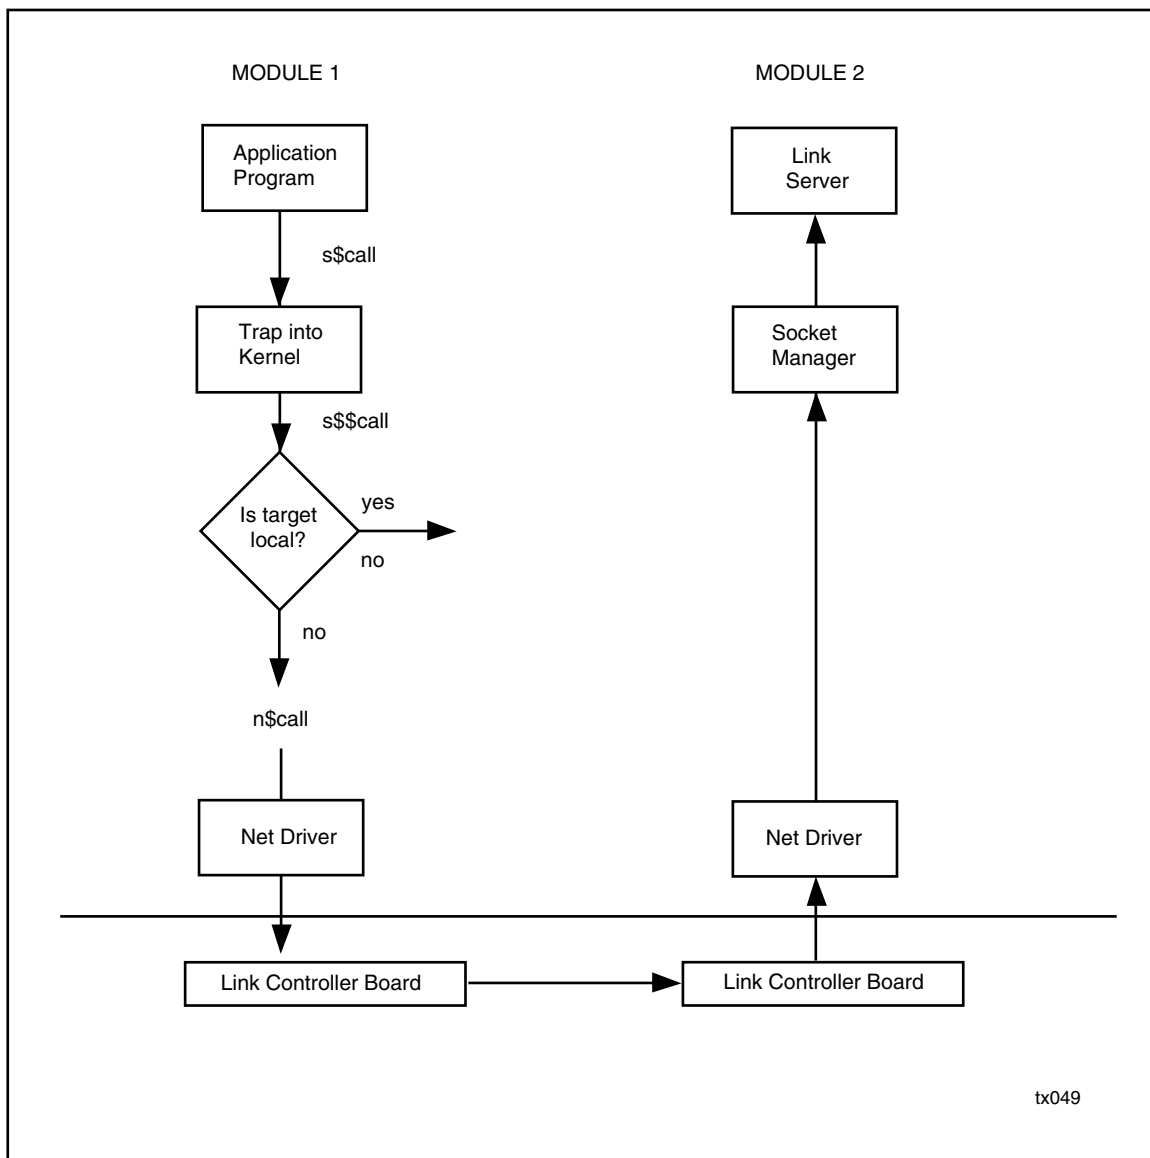 MODULE 1
MODULE 2
Application
Program
Link
Server
s$call
Trap into
Kernel
Socket
Manager
s$$call
Is target
local?
yes
no
no
n$call
Net Driver
Net Driver
Link Controller Board
Link Controller Board
tx049